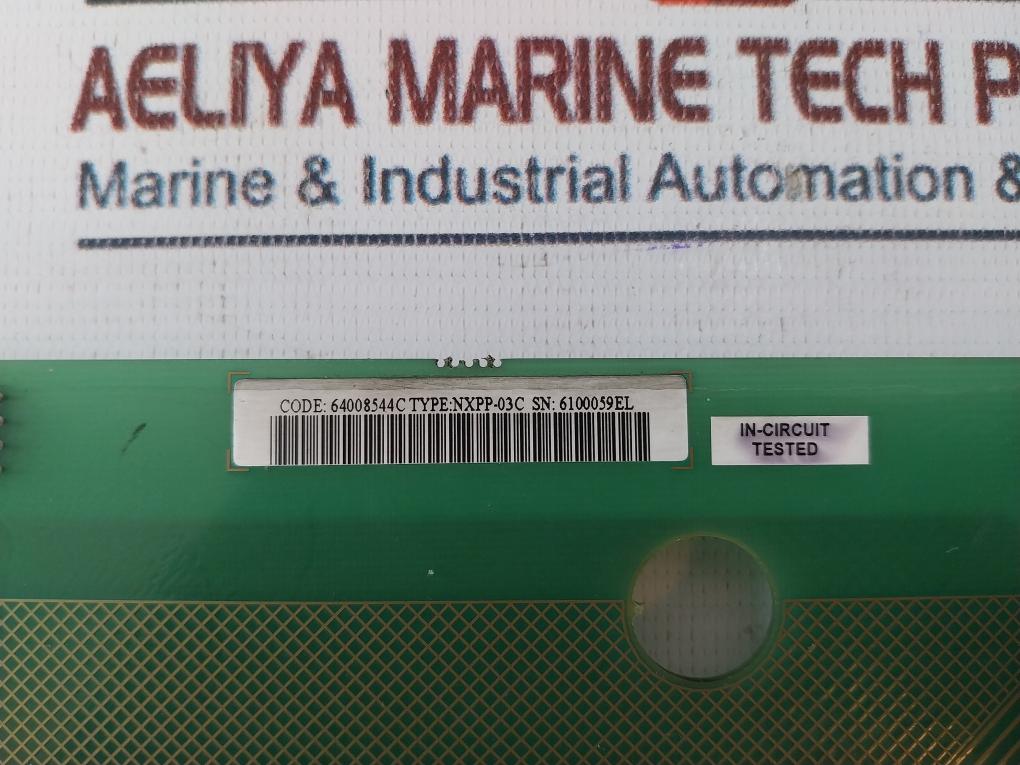 AELIYA MARINE TECH P
Marine & Industrial Automation &
CODE: 64008544C TYPE:NXPP-03C SN: 6100059EL
IN-CIRCUIT
TESTED